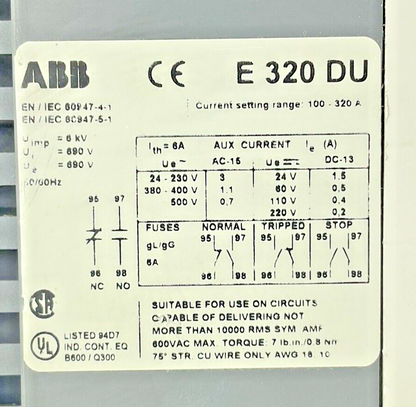 ABB CE E 320 DU
EN / IEC 60947-4-1
EN / IEC 60947-5-1
Current setting range: 100 - 320 A
Uimp = 6 kV
Ui = 690 V
Ue = 690 V
50/60Hz
Ith = 6A AUX CURRENT Ie (A)
Ue ~ AC-15 Ue ⎓ DC-13
24 - 230 V 3 24 V 1.5
380 - 400 V 1.1 60 V 0,5
500 V 0,7 110 V 0,4
220 V 0,2
95 97
96 98
NC NO
FUSES NORMAL TRIPPED STOP
gL/gG 95 97 95 97 95 97
6A 96 98 96 98 96 98
SA
SUITABLE FOR USE ON CIRCUITS
CAPABLE OF DELIVERING NOT
MORE THAN 10000 RMS SYM AMP
600VAC MAX. TORQUE: 7 lb.in./0.8 Nm
75° STR. CU WIRE ONLY AWG 18 10
UL
LISTED 94D7
IND. CONT. EQ
B600 / Q300